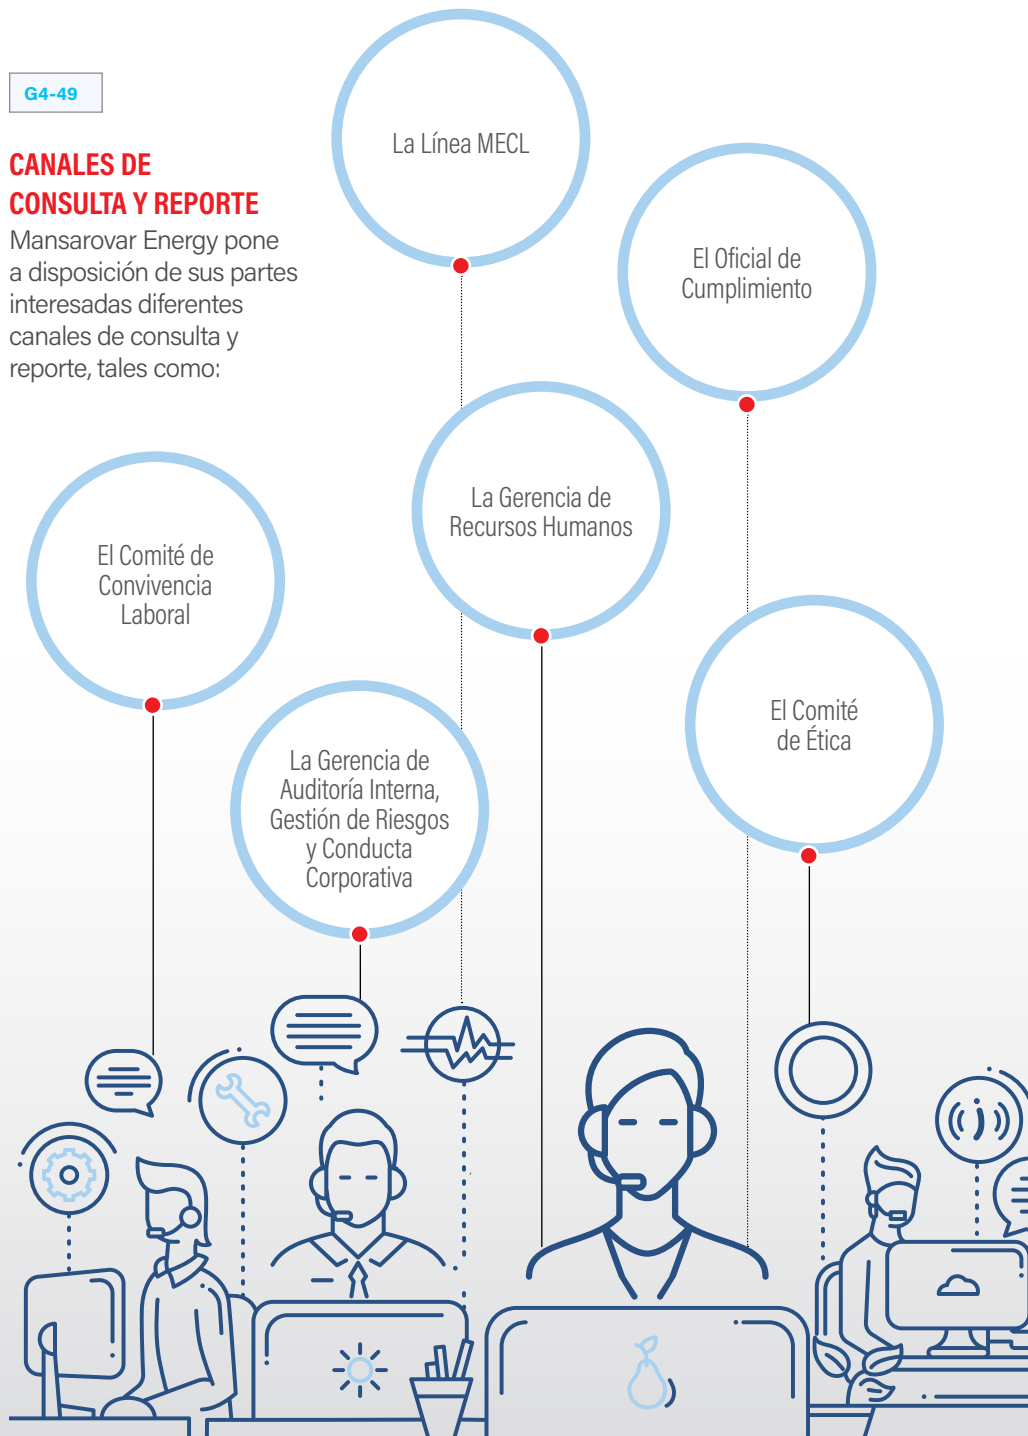 G4-49
CANALES DE
CONSULTA Y REPORTE
Mansarovar Energy pone
a disposición de sus partes
interesadas diferentes
canales de consulta y
reporte, tales como:
La Línea MECL
El Oficial de
Cumplimiento
La Gerencia de
Recursos Humanos
El Comité de
Convivencia
Laboral
El Comité
de Ética
La Gerencia de
Auditoría Interna,
Gestión de Riesgos
y Conducta
Corporativa